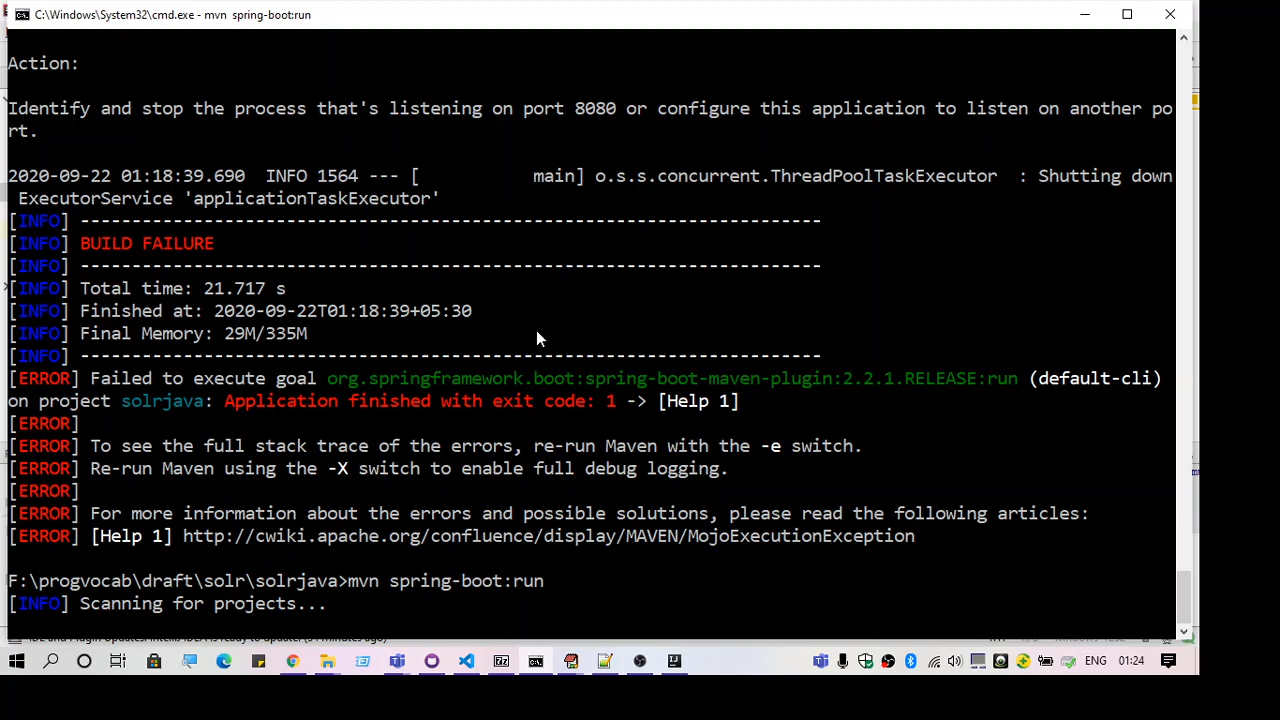 C:\Windows\System32\cmd.exe - mvn  spring-boot:run
Action:
Identify and stop the process that's listening on port 8080 or configure this application to listen on another po
rt.
2020-09-22 01:18:39.690  INFO 1564 --- [           main] o.s.s.concurrent.ThreadPoolTaskExecutor  : Shutting down
ExecutorService 'applicationTaskExecutor'
[INFO] ------------------------------------------------------------------------
[INFO] BUILD FAILURE
[INFO] ------------------------------------------------------------------------
[INFO] Total time: 21.717 s
[INFO] Finished at: 2020-09-22T01:18:39+05:30
[INFO] Final Memory: 29M/335M
[INFO] ------------------------------------------------------------------------
[ERROR] Failed to execute goal org.springframework.boot:spring-boot-maven-plugin:2.2.1.RELEASE:run (default-cli)
on project solrjava: Application finished with exit code: 1 -> [Help 1]
[ERROR]
[ERROR] To see the full stack trace of the errors, re-run Maven with the -e switch.
[ERROR] Re-run Maven using the -X switch to enable full debug logging.
[ERROR]
[ERROR] For more information about the errors and possible solutions, please read the following articles:
[ERROR] [Help 1] http://cwiki.apache.org/confluence/display/MAVEN/MojoExecutionException
F:\progvocab\draft\solr\solrjava>mvn spring-boot:run
[INFO] Scanning for projects...
ENG 01:24